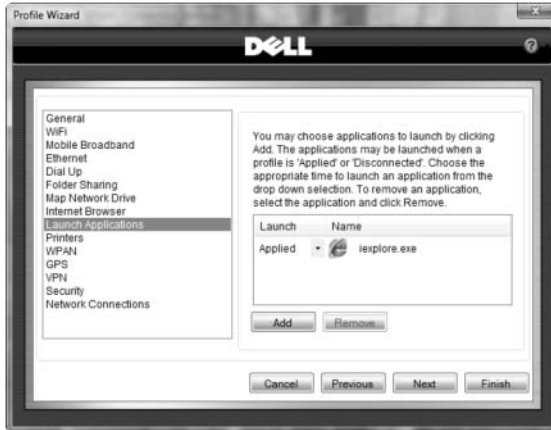 Profile Wizard
DELL
General
WiFi
Mobile Broadband
Ethernet
Dial Up
Folder Sharing
Map Network Drive
Internet Browser
Launch Applications
Printers
WPAN
GPS
VPN
Security
Network Connections
You may choose applications to launch by clicking
Add. The applications may be launched when a
profile is 'Applied' or 'Disconnected'. Choose the
appropriate time to launch an application from the
drop down selection. To remove an application,
select the application and click Remove.
Launch Name
Applied iexplore.exe
Add Remove
Cancel Previous Next Finish